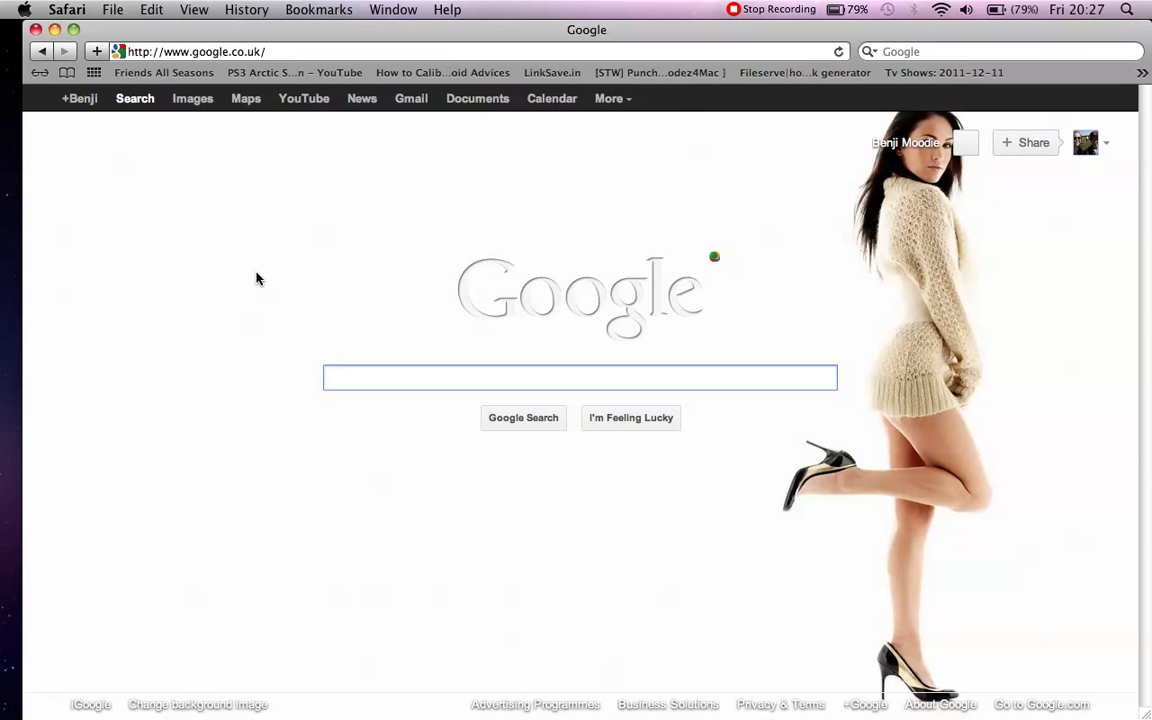 Safari File Edit View History Bookmarks Window Help Stop Recording 79% (79%) Fri 20:27
Google
http://www.google.co.uk/ Google
Friends All Seasons PS3 Arctic S...n - YouTube How to Calib...oid Advices LinkSave.in [STW] Punch...odez4Mac ] Fileserve|ho...k generator Tv Shows: 2011-12-11
+Benji Search Images Maps YouTube News Gmail Documents Calendar More
Benji Moodie + Share
Google
Google Search I'm Feeling Lucky
iGoogle Change background image Advertising Programmes Business Solutions Privacy & Terms +Google About Google Go to Google.com